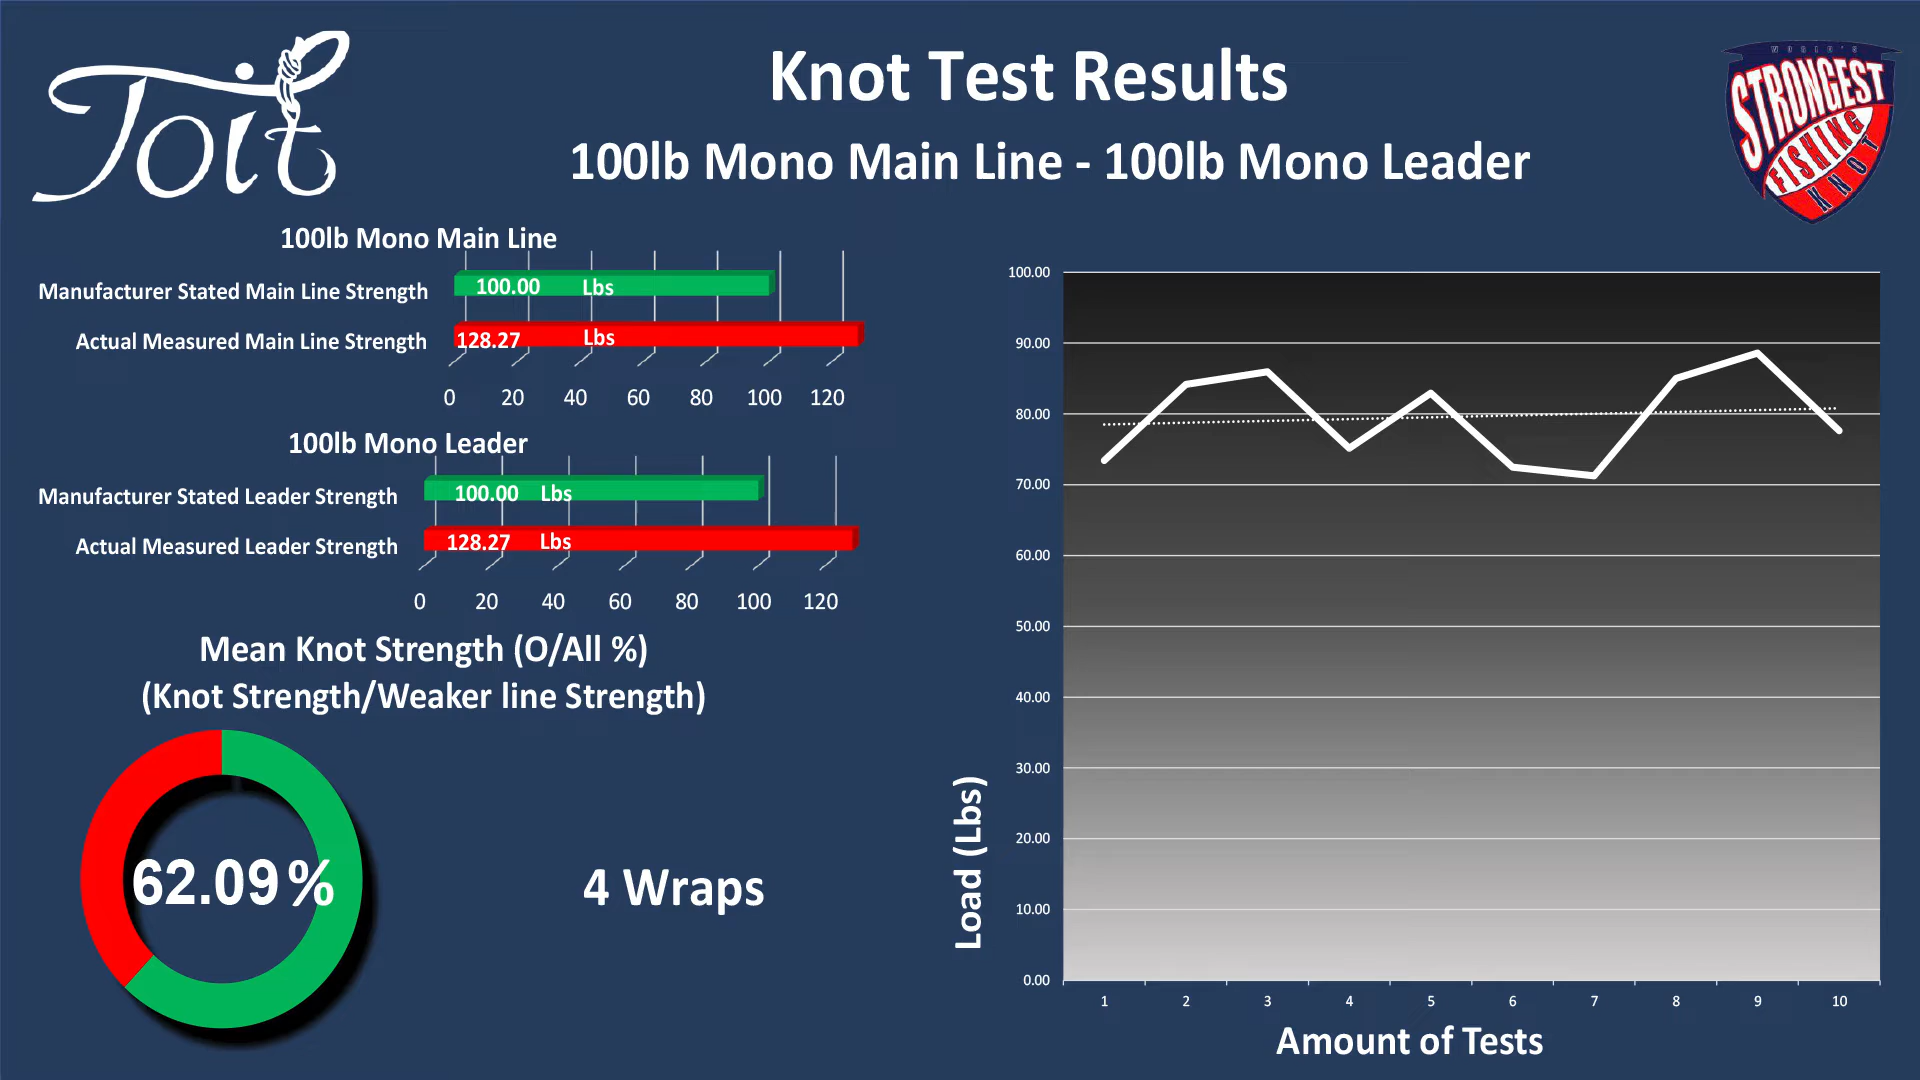 Toit
Knot Test Results
100lb Mono Main Line - 100lb Mono Leader
WORLD'S
STRONGEST
FISHING
KNOT
100lb Mono Main Line
Manufacturer Stated Main Line Strength
100.00 Lbs
Actual Measured Main Line Strength
128.27 Lbs
0 20 40 60 80 100 120
100lb Mono Leader
Manufacturer Stated Leader Strength
100.00 Lbs
Actual Measured Leader Strength
128.27 Lbs
0 20 40 60 80 100 120
Mean Knot Strength (O/All %)
(Knot Strength/Weaker line Strength)
62.09%
4 Wraps
100.00
90.00
80.00
70.00
60.00
50.00
40.00
30.00
20.00
10.00
0.00
Load (Lbs)
1 2 3 4 5 6 7 8 9 10
Amount of Tests